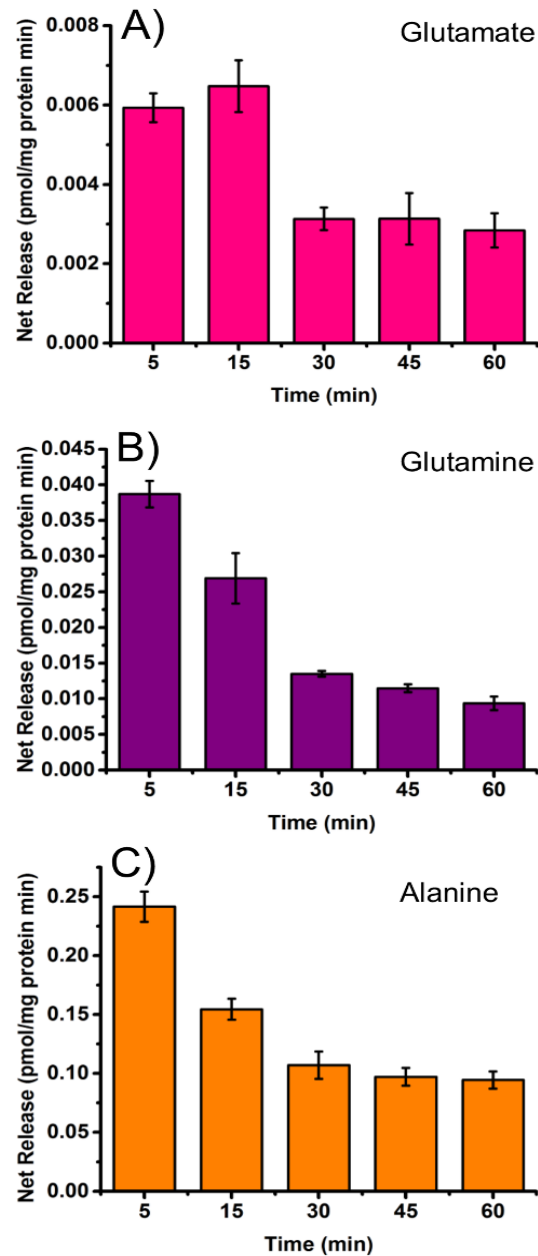 A)
Glutamate
Net Release (pmol/mg protein min)
0.008
0.006
0.004
0.002
0.000
5 15 30 45 60
Time (min)
B)
Glutamine
Net Release (pmol/mg protein min)
0.045
0.040
0.035
0.030
0.025
0.020
0.015
0.010
0.005
0.000
5 15 30 45 60
Time (min)
C)
Alanine
Net Release (pmol/mg protein min)
0.25
0.20
0.15
0.10
0.05
0.00
5 15 30 45 60
Time (min)